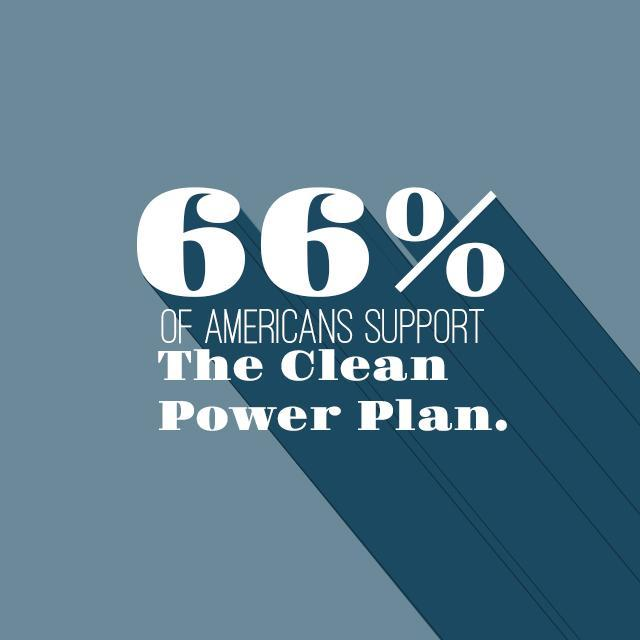 66%
OF AMERICANS SUPPORT
The Clean
Power Plan.